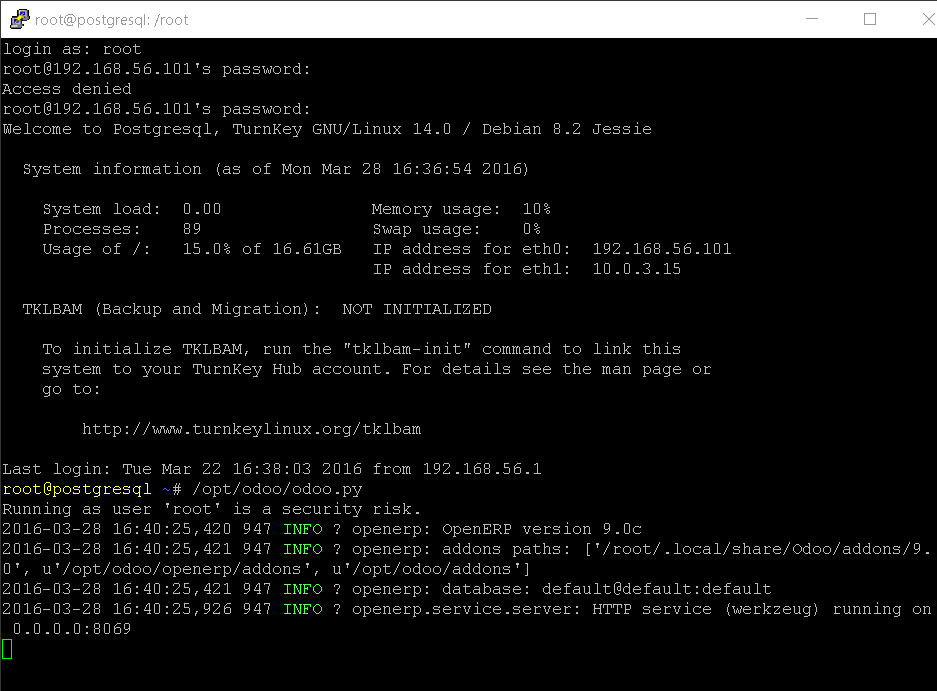 root@postgresql: /root
login as: root
root@192.168.56.101's password:
Access denied
root@192.168.56.101's password:
Welcome to Postgresql, TurnKey GNU/Linux 14.0 / Debian 8.2 Jessie
System information (as of Mon Mar 28 16:36:54 2016)
System load:  0.00               Memory usage:  10%
Processes:    89                 Swap usage:    0%
Usage of /:   15.0% of 16.61GB   IP address for eth0:  192.168.56.101
IP address for eth1:  10.0.3.15
TKLBAM (Backup and Migration):  NOT INITIALIZED
To initialize TKLBAM, run the "tklbam-init" command to link this
system to your TurnKey Hub account. For details see the man page or
go to:
http://www.turnkeylinux.org/tklbam
Last login: Tue Mar 22 16:38:03 2016 from 192.168.56.1
root@postgresql ~# /opt/odoo/odoo.py
Running as user 'root' is a security risk.
2016-03-28 16:40:25,420 947 INFO ? openerp: OpenERP version 9.0c
2016-03-28 16:40:25,421 947 INFO ? openerp: addons paths: ['/root/.local/share/Odoo/addons/9.
0', u'/opt/odoo/openerp/addons', u'/opt/odoo/addons']
2016-03-28 16:40:25,421 947 INFO ? openerp: database: default@default:default
2016-03-28 16:40:25,926 947 INFO ? openerp.service.server: HTTP service (werkzeug) running on
0.0.0.0:8069